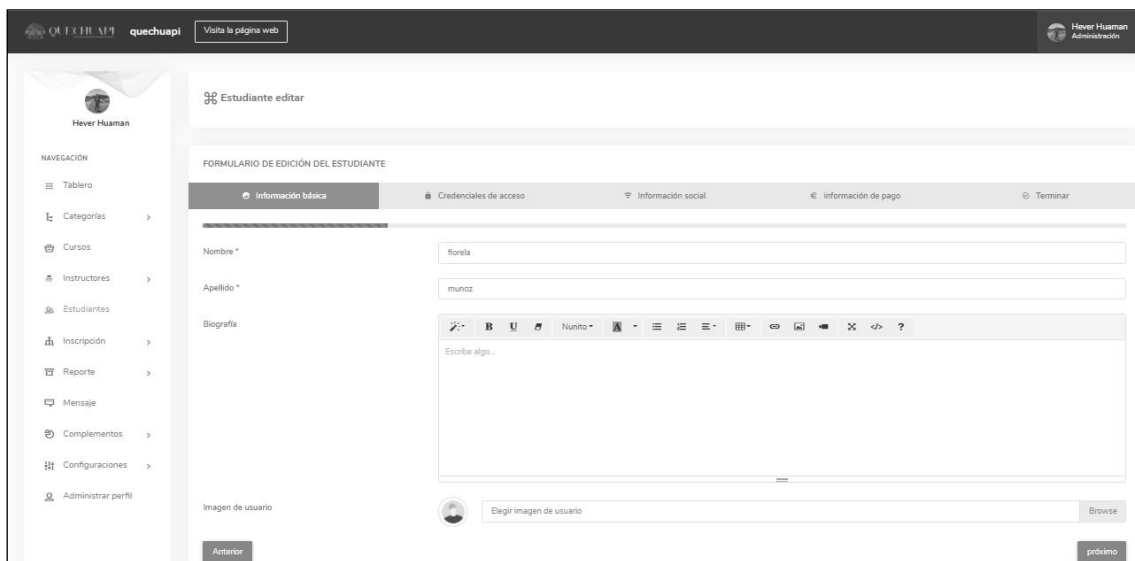 QUECHUAPI quechuapi Visita la página web Hever Huaman
Administración
Hever Huaman
Estudiante editar
NAVEGACIÓN
Tablero
Categorías
Cursos
Instructores
Estudiantes
Inscripción
Reporte
Mensaje
Complementos
Configuraciones
Administrar perfil
FORMULARIO DE EDICIÓN DEL ESTUDIANTE
Información básica Credenciales de acceso Información social información de pago Terminar
Nombre * fiorela
Apellido * munoz
Biografía
B U Nunito A </> ?
Escribe algo...
Imagen de usuario Elegir imagen de usuario Browse
Anterior próximo